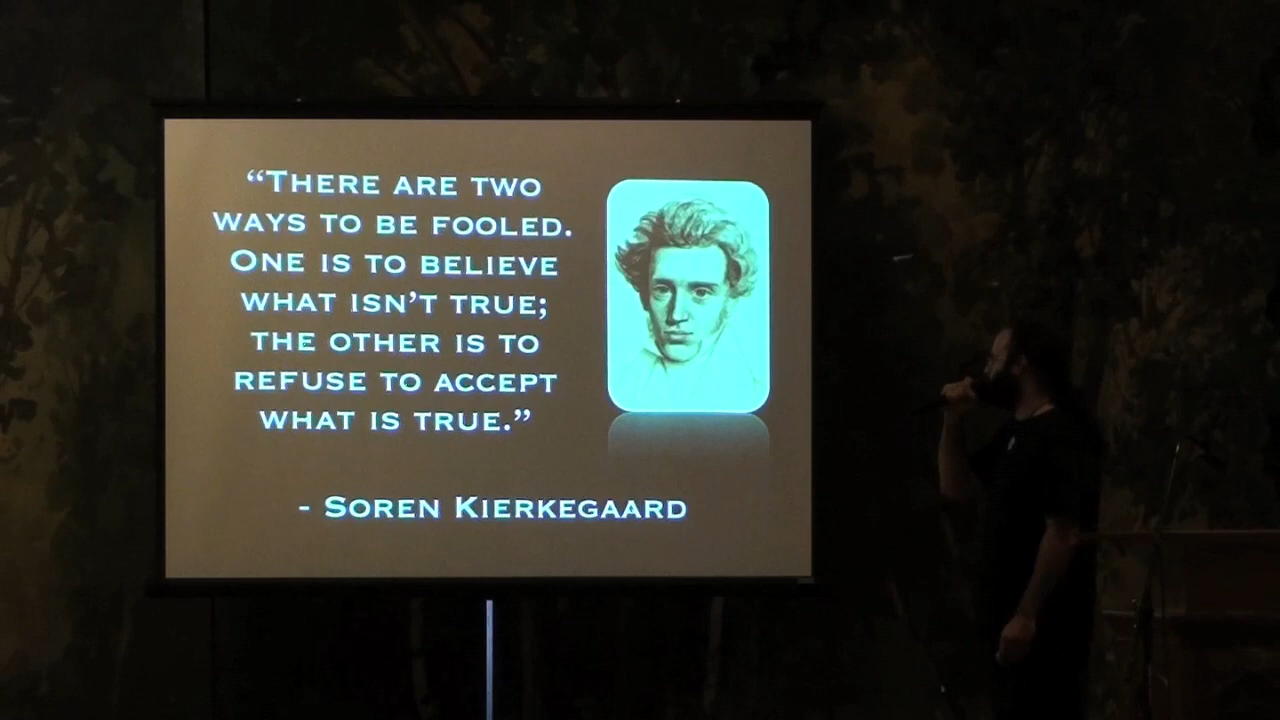 “THERE ARE TWO
WAYS TO BE FOOLED.
ONE IS TO BELIEVE
WHAT ISN’T TRUE;
THE OTHER IS TO
REFUSE TO ACCEPT
WHAT IS TRUE.”
- SOREN KIERKEGAARD